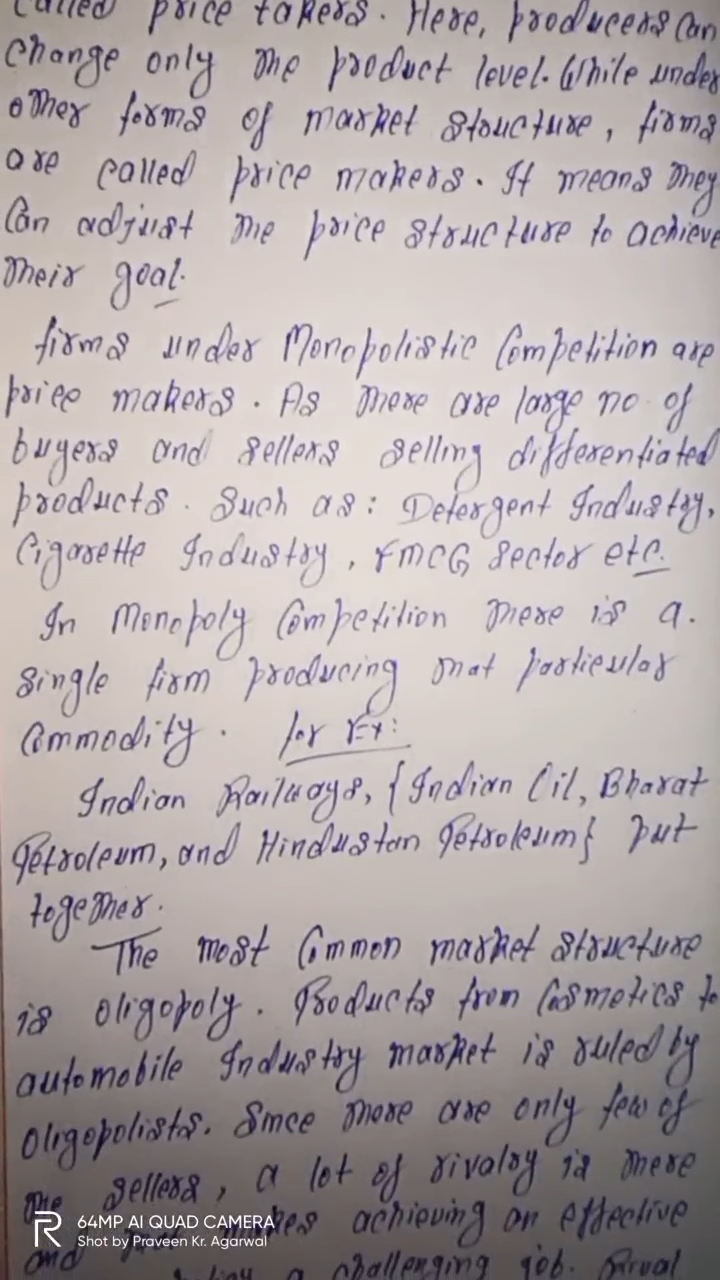 called price takers. Here, producers can
change only the product level. While under
other forms of market structure, firms
are called price makers. It means they
can adjust the price structure to achieve
their goal.
firms under Monopolistic Competition are
price makers. As there are large no of
buyers and sellers selling differentiated
products. Such as: Detergent Industry,
Cigarette Industry, FMCG Sector etc.
In Monopoly Competition there is a.
single firm producing that particular
Commodity. for Ex:
Indian Railways, {Indian Oil, Bharat
Petroleum, and Hindustan Petroleum} put
together.
The most Common market structure
is oligopoly. Products from Cosmetics to
automobile Industry market is ruled by
oligopolists. Since there are only few of
the sellers, a lot of rivalry is there
and makes achieving an effective
a challenging job. Rival
64MP AI QUAD CAMERA
Shot by Praveen Kr. Agarwal